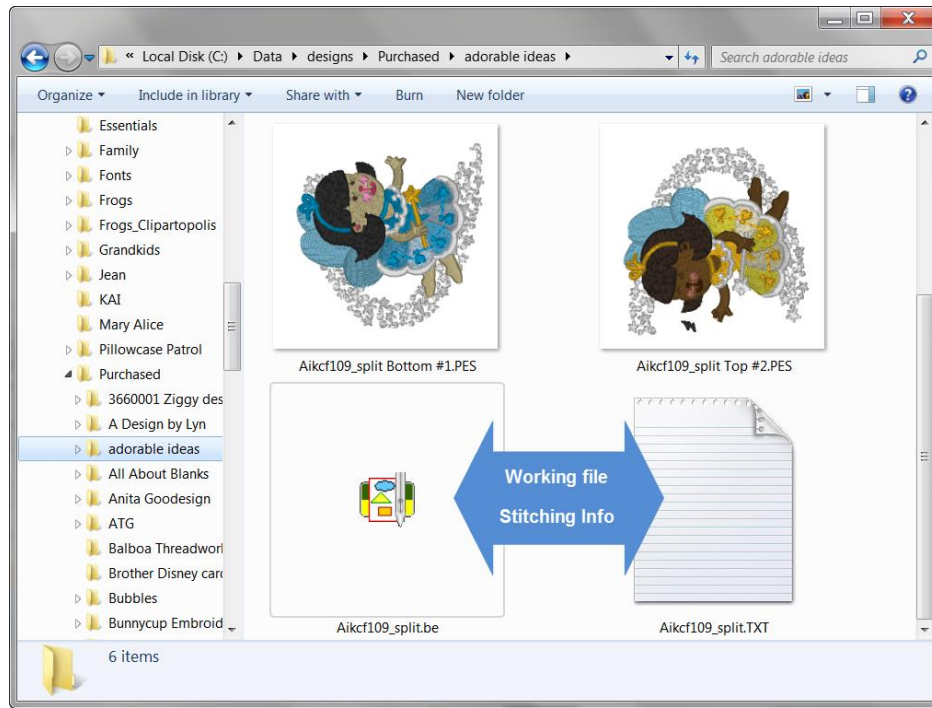 « Local Disk (C:) ▸ Data ▸ designs ▸ Purchased ▸ adorable ideas ▸
Search adorable ideas
Organize ▾ Include in library ▾ Share with ▾ Burn New folder
Essentials
Family
Fonts
Frogs
Frogs_Clipartopolis
Grandkids
Jean
KAI
Mary Alice
Pillowcase Patrol
Purchased
3660001 Ziggy des
A Design by Lyn
adorable ideas
All About Blanks
Anita Goodesign
ATG
Balboa Threadworl
Brother Disney card
Bubbles
Bunnycup Embroid
Aikcf109_split Bottom #1.PES
Aikcf109_split Top #2.PES
Working file
Stitching Info
Aikcf109_split.be
Aikcf109_split.TXT
6 items